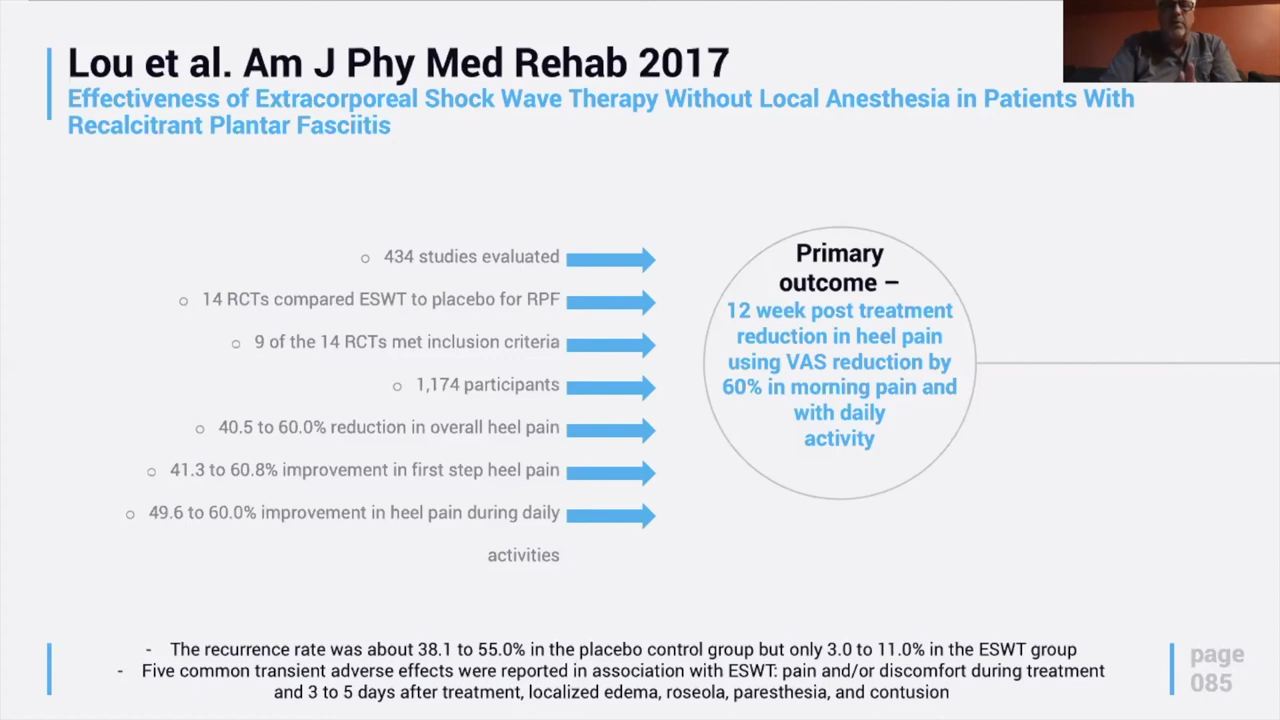 Lou et al. Am J Phy Med Rehab 2017
Effectiveness of Extracorporeal Shock Wave Therapy Without Local Anesthesia in Patients With
Recalcitrant Plantar Fasciitis
434 studies evaluated
14 RCTs compared ESWT to placebo for RPF
9 of the 14 RCTs met inclusion criteria
1,174 participants
40.5 to 60.0% reduction in overall heel pain
41.3 to 60.8% improvement in first step heel pain
49.6 to 60.0% improvement in heel pain during daily
activities
Primary
outcome –
12 week post treatment
reduction in heel pain
using VAS reduction by
60% in morning pain and
with daily
activity
- The recurrence rate was about 38.1 to 55.0% in the placebo control group but only 3.0 to 11.0% in the ESWT group
- Five common transient adverse effects were reported in association with ESWT: pain and/or discomfort during treatment
and 3 to 5 days after treatment, localized edema, roseola, paresthesia, and contusion
page
085